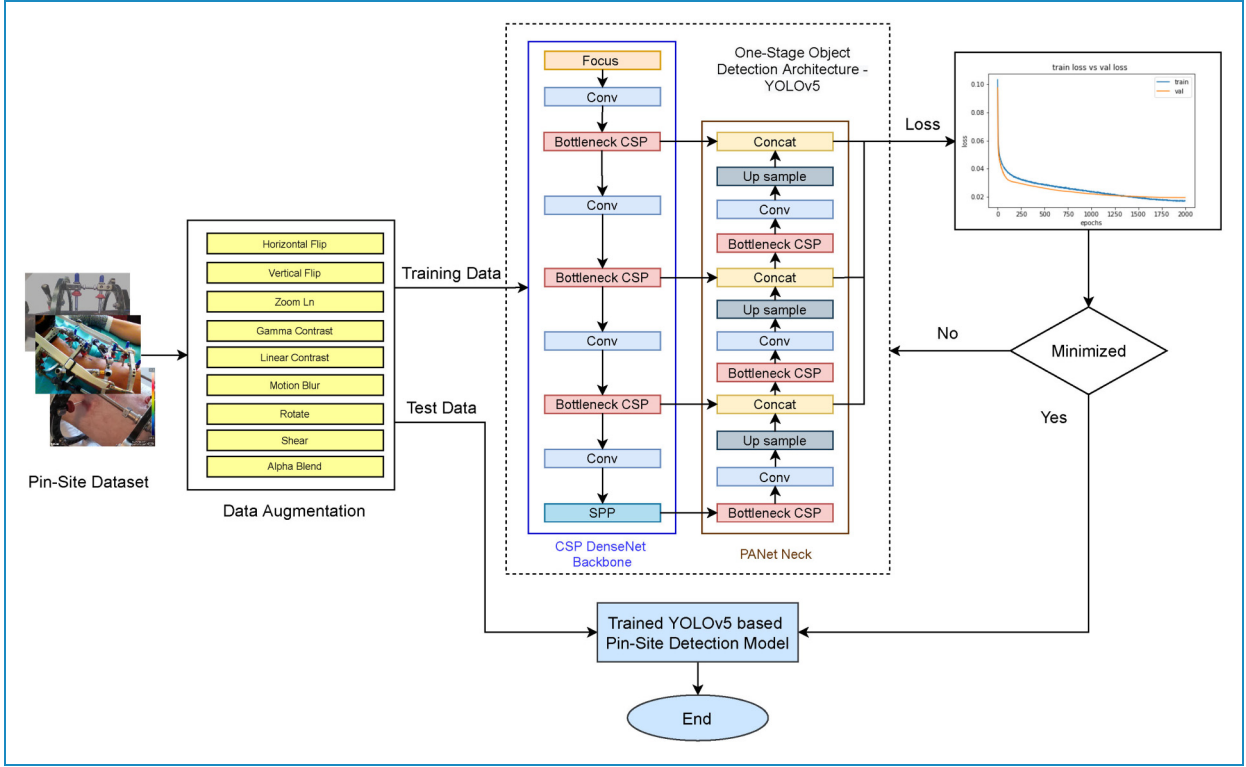 Pin-Site Dataset
Horizontal Flip
Vertical Flip
Zoom Ln
Gamma Contrast
Linear Contrast
Motion Blur
Rotate
Shear
Alpha Blend
Data Augmentation
Training Data
Test Data
Focus
Conv
Bottleneck CSP
Conv
Bottleneck CSP
Conv
Bottleneck CSP
Conv
SPP
CSP DenseNet
Backbone
One-Stage Object
Detection Architecture -
YOLOv5
Concat
Up sample
Conv
Bottleneck CSP
Concat
Up sample
Conv
Bottleneck CSP
Concat
Up sample
Conv
Bottleneck CSP
PANet Neck
Loss
train loss vs val loss
train
val
0.10
0.08
0.06
0.04
0.02
loss
0 250 500 750 1000 1250 1500 1750 2000
epochs
Minimized
No
Yes
Trained YOLOv5 based
Pin-Site Detection Model
End